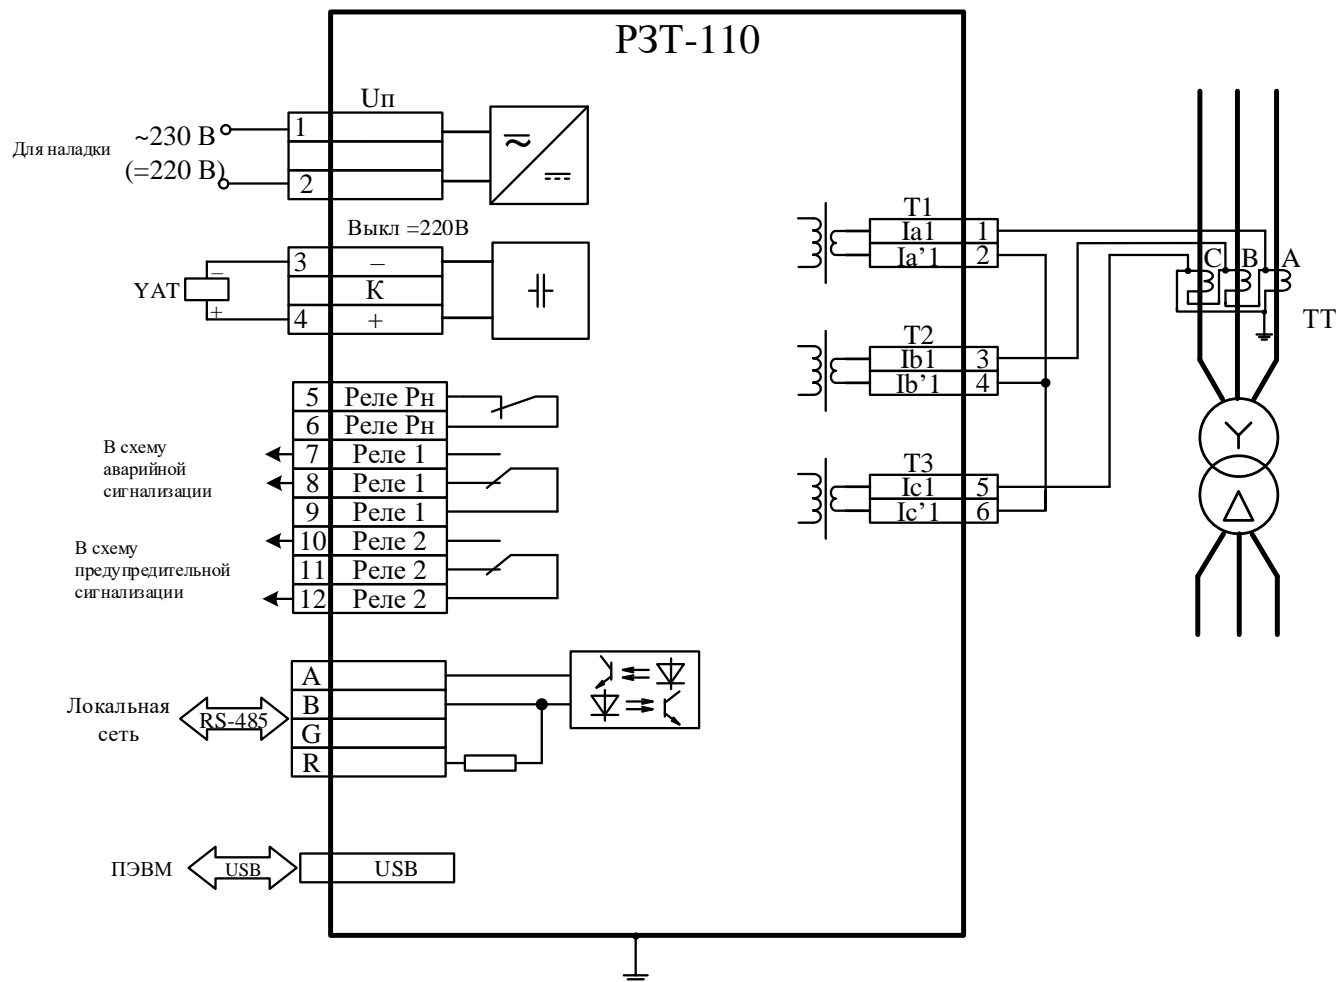 РЗТ-110
Uп
1
~230 В
Для наладки
(=220 В)
2
Выкл =220В
3
–
–
К
YAT
+
4
+
5
Реле Рн
6
Реле Рн
7
Реле 1
8
Реле 1
9
Реле 1
В схему
аварийной
сигнализации
10
Реле 2
11
Реле 2
12
Реле 2
В схему
предупредительной
сигнализации
A
B
G
R
Локальная
сеть
RS-485
ПЭВМ
USB
USB
T1
Ia1
1
Ia’1
2
T2
Ib1
3
Ib’1
4
T3
Ic1
5
Ic’1
6
C
B
A
ТТ